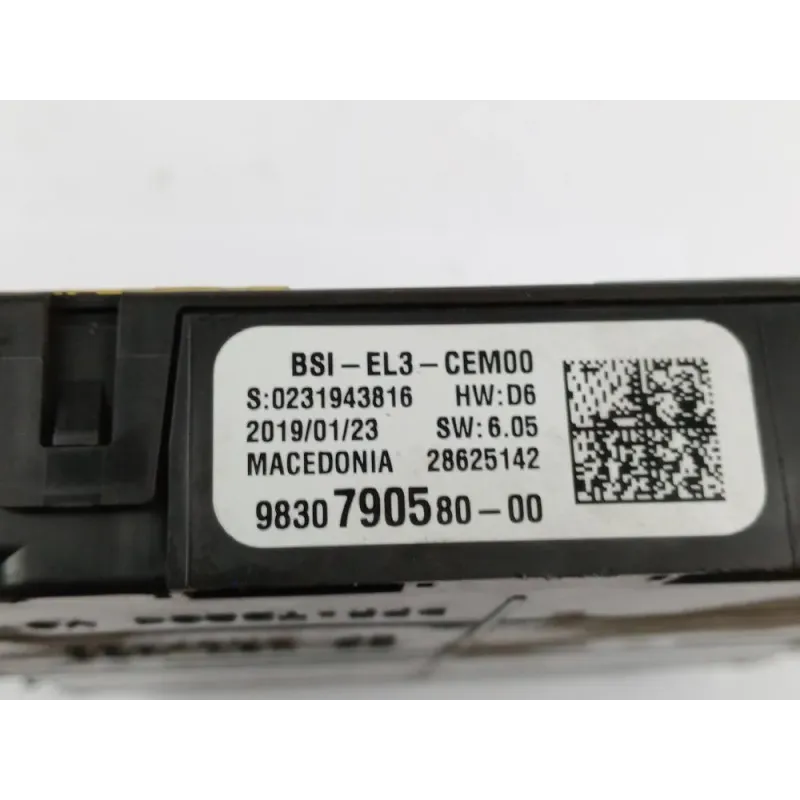 BSI-EL3-CEM00
S:0231943816 HW:D6
2019/01/23 SW:6.05
MACEDONIA 28625142
9830790580-00